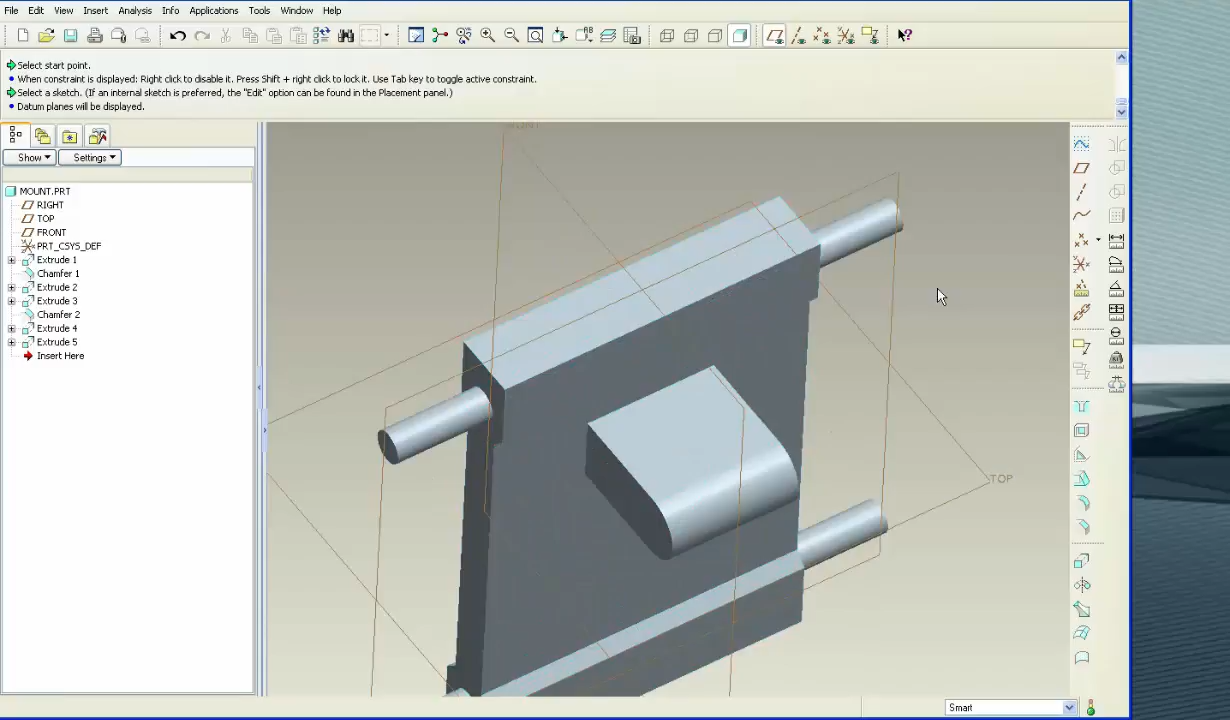 File Edit View Insert Analysis Info Applications Tools Window Help
Select start point.
When constraint is displayed: Right click to disable it. Press Shift + right click to lock it. Use Tab key to toggle active constraint.
Select a sketch. (If an internal sketch is preferred, the "Edit" option can be found in the Placement panel.)
Datum planes will be displayed.
Show Settings
MOUNT.PRT
RIGHT
TOP
FRONT
PRT_CSYS_DEF
Extrude 1
Chamfer 1
Extrude 2
Extrude 3
Chamfer 2
Extrude 4
Extrude 5
Insert Here
TOP
Smart